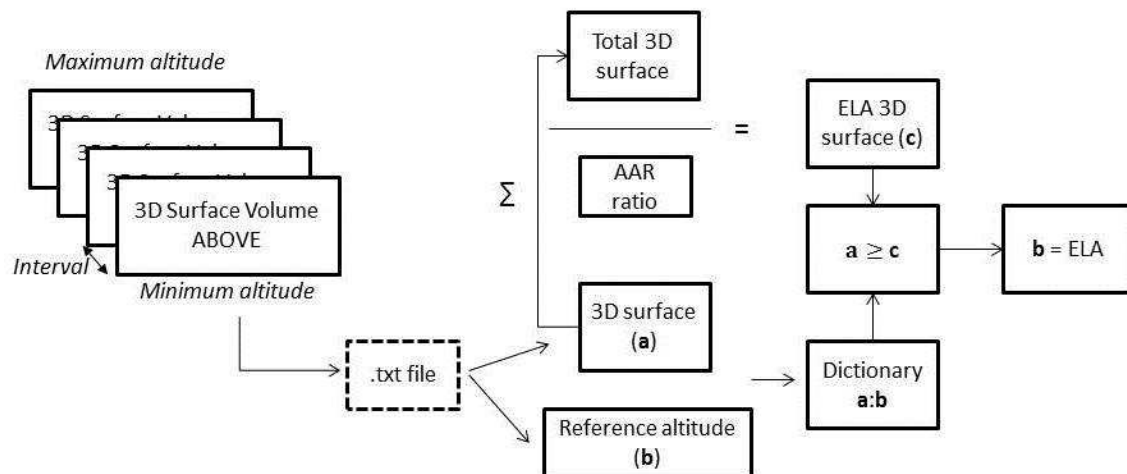 Maximum altitude
3D Surface Volume
ABOVE
Interval
Minimum altitude
.txt file
Σ
Total 3D
surface
AAR
ratio
=
3D surface
(a)
Reference altitude
(b)
ELA 3D
surface (c)
a ≥ c
b = ELA
Dictionary
a:b